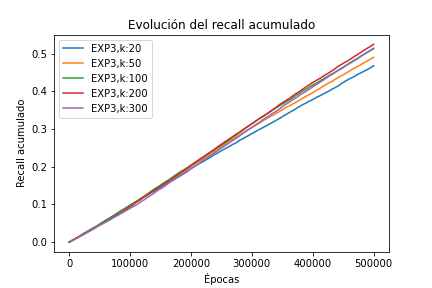 Evolución del recall acumulado
EXP3,k:20
EXP3,k:50
EXP3,k:100
EXP3,k:200
EXP3,k:300
Recall acumulado
0.5
0.4
0.3
0.2
0.1
0.0
0
100000
200000
300000
400000
500000
Épocas